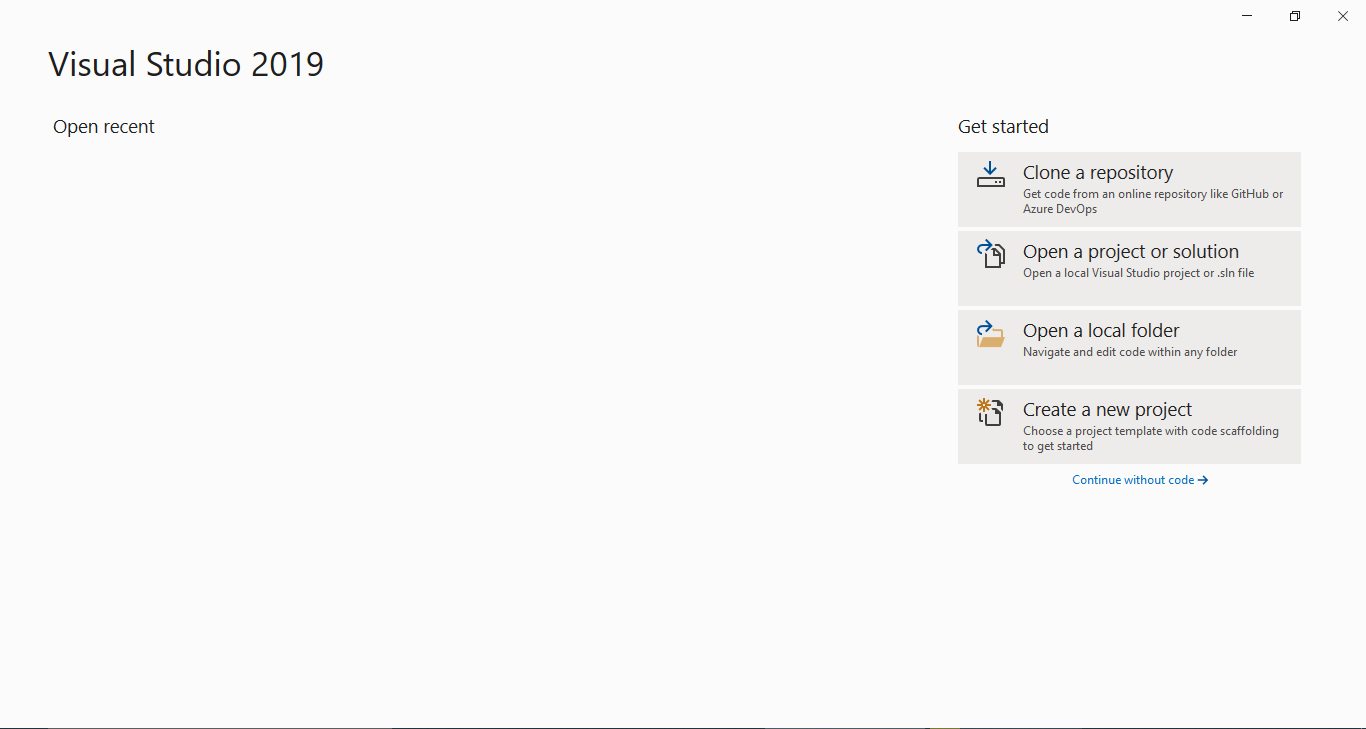 Visual Studio 2019
Open recent
Get started
Clone a repository
Get code from an online repository like GitHub or
Azure DevOps
Open a project or solution
Open a local Visual Studio project or .sln file
Open a local folder
Navigate and edit code within any folder
Create a new project
Choose a project template with code scaffolding
to get started
Continue without code →